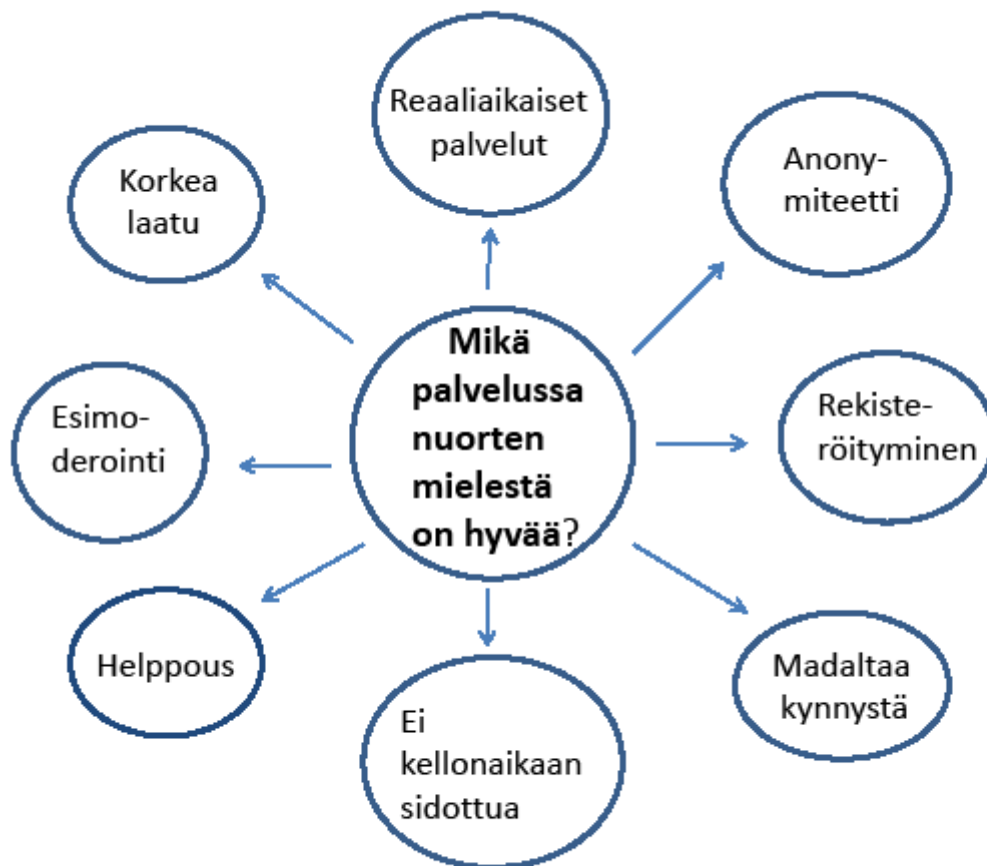 Reaaliaikaiset
palvelut
Anony-
miteetti
Korkea
laatu
Mikä
palvelussa
nuorten
mielestä
on hyvää?
Esimo-
derointi
Rekiste-
röityminen
Helppous
Madaltaa
kynnystä
Ei
kellonaikaan
sidottua